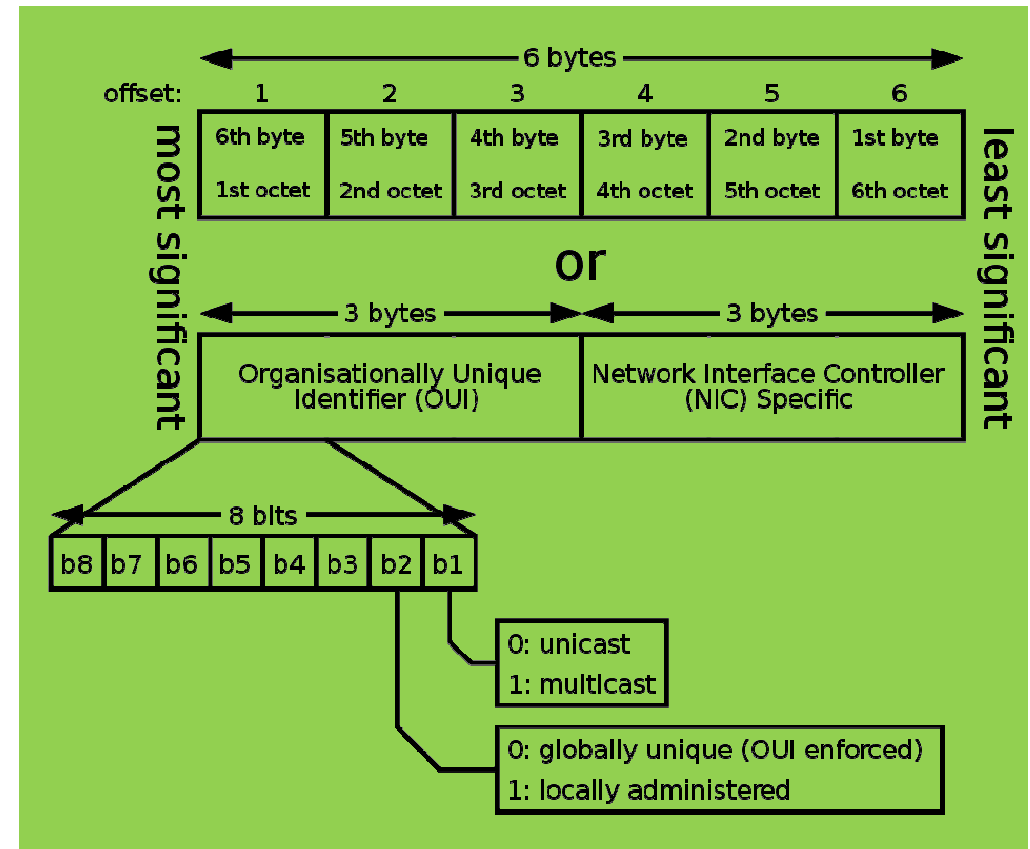 6 bytes
offset: 1 2 3 4 5 6
most significant
6th byte 5th byte 4th byte 3rd byte 2nd byte 1st byte
1st octet 2nd octet 3rd octet 4th octet 5th octet 6th octet
least significant
or
3 bytes 3 bytes
Organisationally Unique
Identifier (OUI)
Network Interface Controller
(NIC) Specific
8 bits
b8 b7 b6 b5 b4 b3 b2 b1
0: unicast
1: multicast
0: globally unique (OUI enforced)
1: locally administered